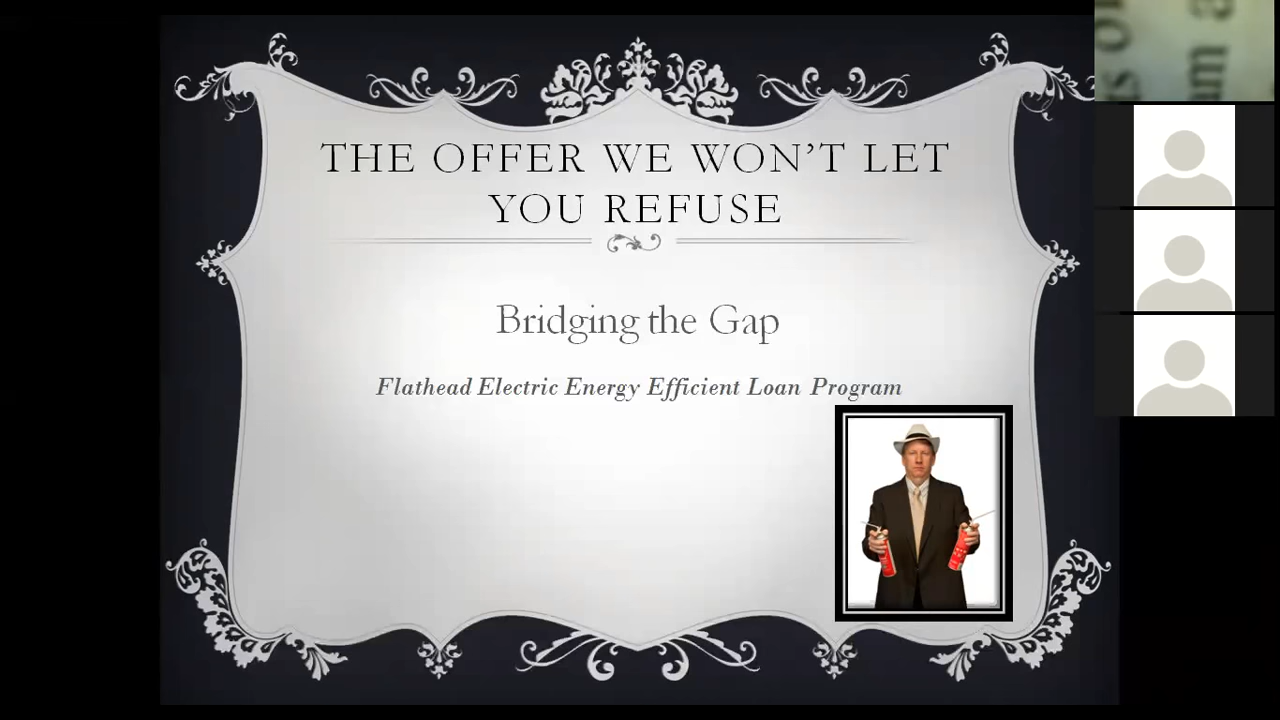 THE OFFER WE WON'T LET
YOU REFUSE
Bridging the Gap
Flathead Electric Energy Efficient Loan Program